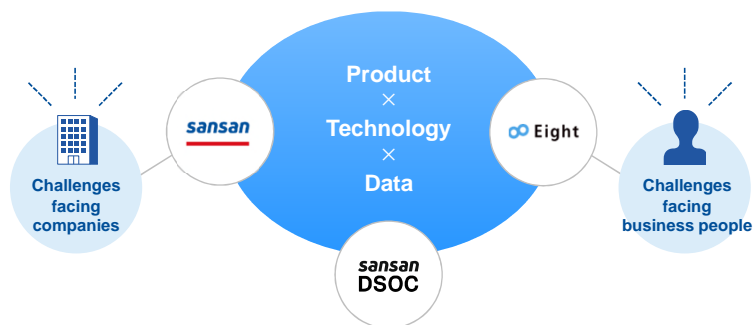 Product
×
Technology
×
Data
sansan
Eight
Challenges
facing
companies
Challenges
facing
business people
sansan
DSOC